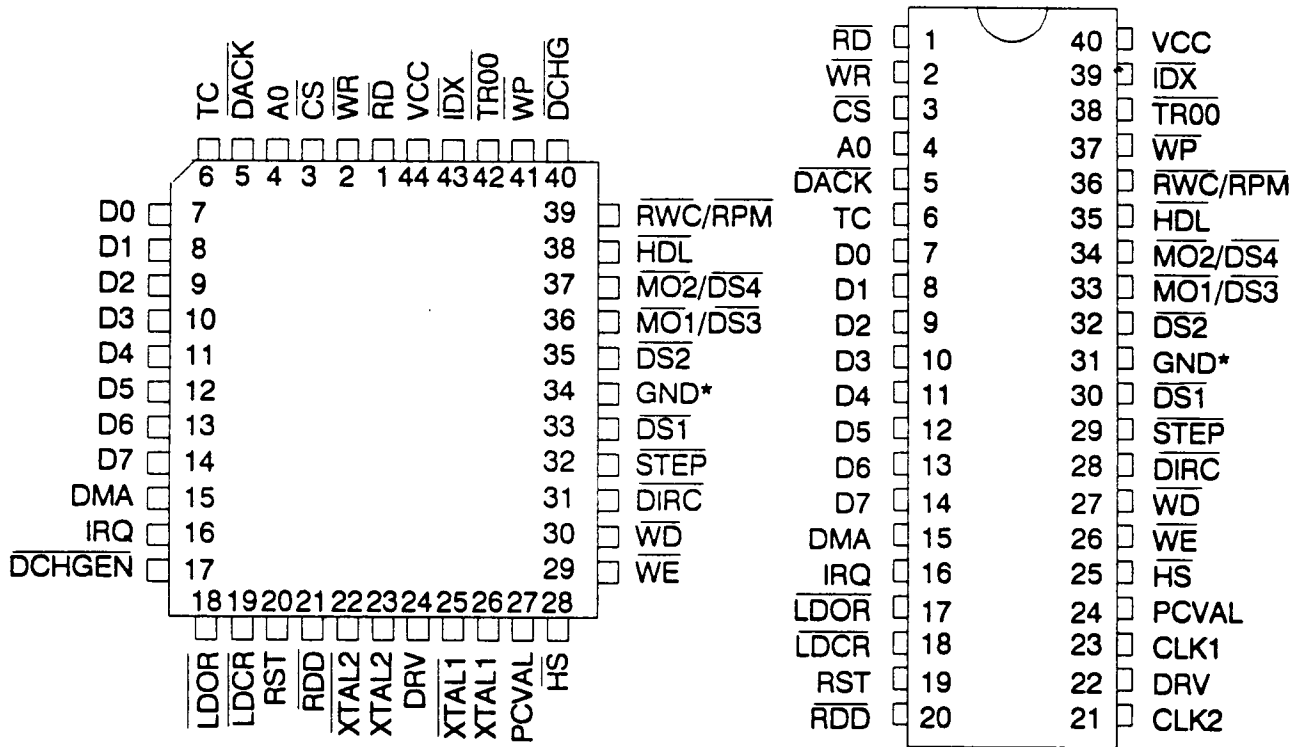 TC DACK A0 CS WR RD VCC IDX TR00 WP DCHG
6 5 4 3 2 1 44 43 42 41 40
D0 7
D1 8
D2 9
D3 10
D4 11
D5 12
D6 13
D7 14
DMA 15
IRQ 16
DCHGEN 17
39 RWC/RPM
38 HDL
37 MO2/DS4
36 MO1/DS3
35 DS2
34 GND*
33 DS1
32 STEP
31 DIRC
30 WD
29 WE
18 19 20 21 22 23 24 25 26 27 28
LDOR LDCR RST RDD XTAL2 XTAL2 DRV XTAL1 XTAL1 PCVAL HS
RD 1 40 VCC
WR 2 39 IDX
CS 3 38 TR00
A0 4 37 WP
DACK 5 36 RWC/RPM
TC 6 35 HDL
D0 7 34 MO2/DS4
D1 8 33 MO1/DS3
D2 9 32 DS2
D3 10 31 GND*
D4 11 30 DS1
D5 12 29 STEP
D6 13 28 DIRC
D7 14 27 WD
DMA 15 26 WE
IRQ 16 25 HS
LDOR 17 24 PCVAL
LDCR 18 23 CLK1
RST 19 22 DRV
RDD 20 21 CLK2